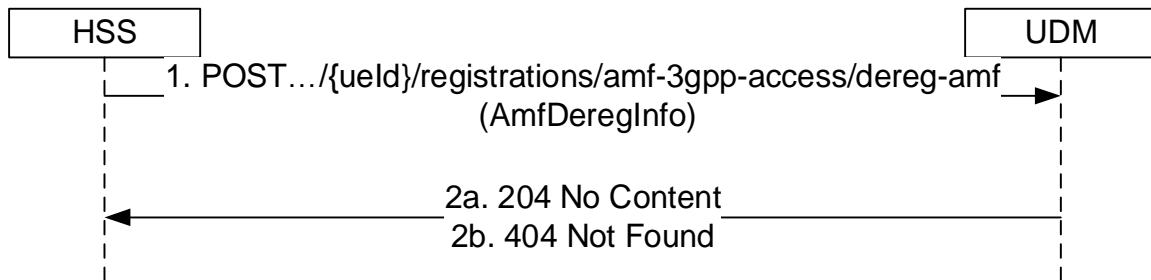 HSS
UDM
1. POST…/{ueId}/registrations/amf-3gpp-access/dereg-amf
(AmfDeregInfo)
2a. 204 No Content
2b. 404 Not Found